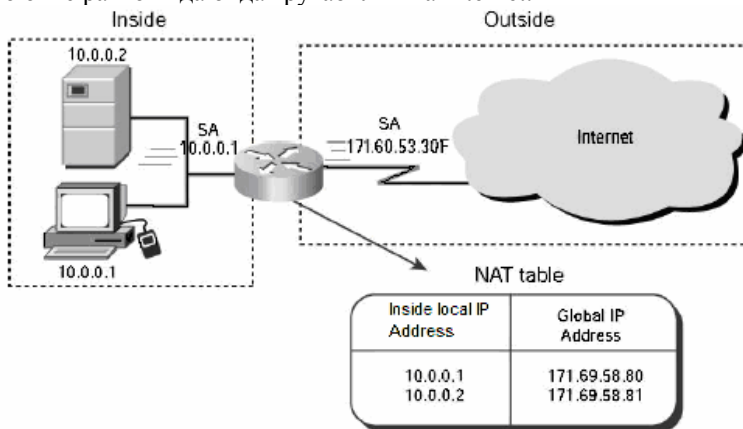 Inside
Outside
10.0.0.2
SA
10.0.0.1
SA
171.60.53.30F
Internet
10.0.0.1
NAT table
Inside local IP Address
Global IP Address
10.0.0.1 171.69.58.80
10.0.0.2 171.69.58.81